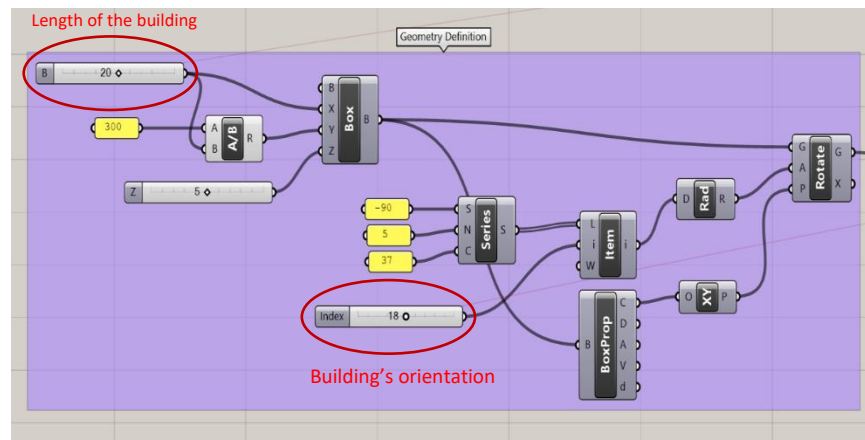 Length of the building
Geometry Definition
B 20
300
A B A/B R
B X Y Z Box B
Z 5
-90
5
37
S N C Series S
Index 18
Building's orientation
L i W Item i
D Rad R
B BoxProp C D A V d
O XY P
G A P Rotate G X